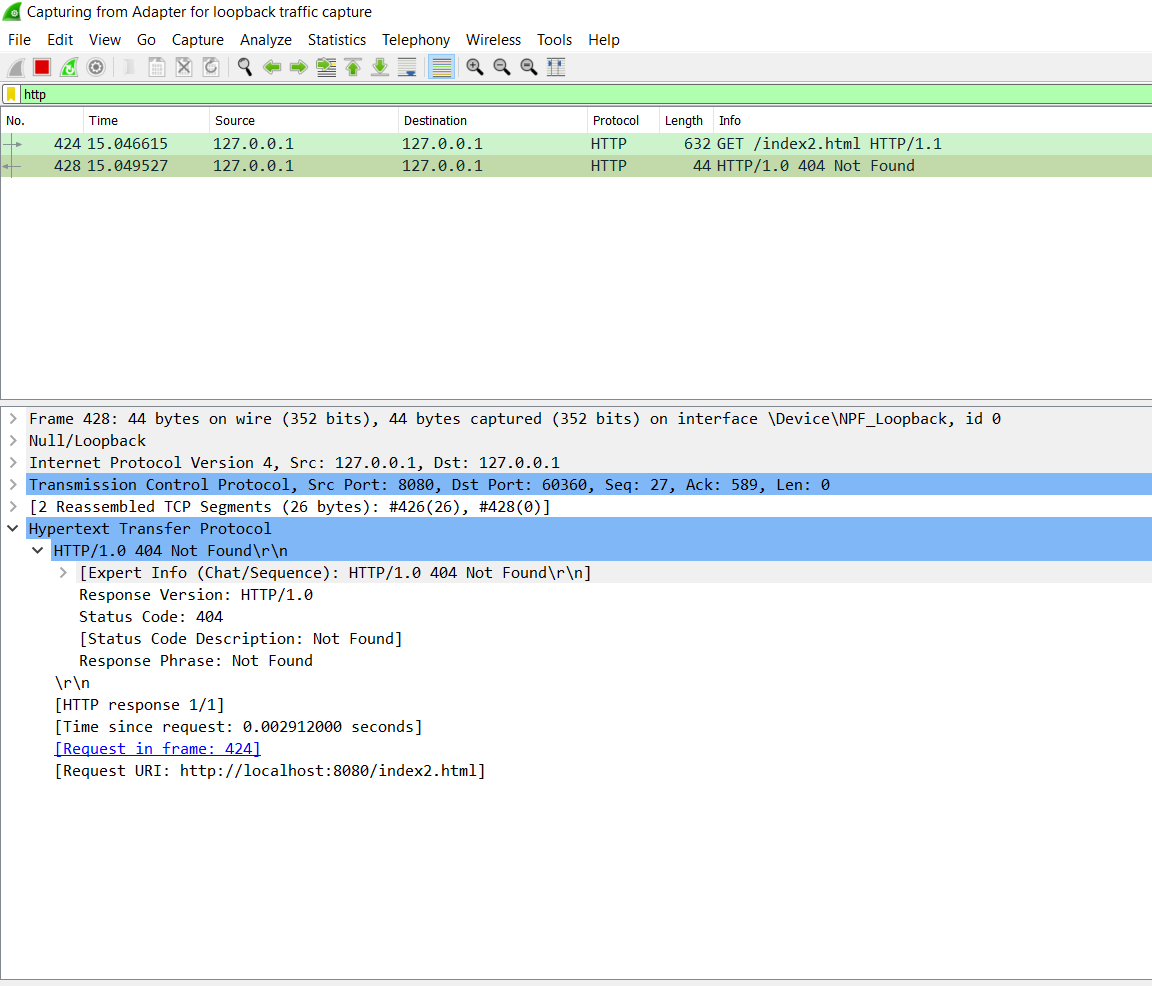 Capturing from Adapter for loopback traffic capture
File Edit View Go Capture Analyze Statistics Telephony Wireless Tools Help
http
No. Time Source Destination Protocol Length Info
424 15.046615 127.0.0.1 127.0.0.1 HTTP 632 GET /index2.html HTTP/1.1
428 15.049527 127.0.0.1 127.0.0.1 HTTP 44 HTTP/1.0 404 Not Found
Frame 428: 44 bytes on wire (352 bits), 44 bytes captured (352 bits) on interface \Device\NPF_Loopback, id 0
Null/Loopback
Internet Protocol Version 4, Src: 127.0.0.1, Dst: 127.0.0.1
Transmission Control Protocol, Src Port: 8080, Dst Port: 60360, Seq: 27, Ack: 589, Len: 0
[2 Reassembled TCP Segments (26 bytes): #426(26), #428(0)]
Hypertext Transfer Protocol
HTTP/1.0 404 Not Found\r\n
[Expert Info (Chat/Sequence): HTTP/1.0 404 Not Found\r\n]
Response Version: HTTP/1.0
Status Code: 404
[Status Code Description: Not Found]
Response Phrase: Not Found
\r\n
[HTTP response 1/1]
[Time since request: 0.002912000 seconds]
[Request in frame: 424]
[Request URI: http://localhost:8080/index2.html]